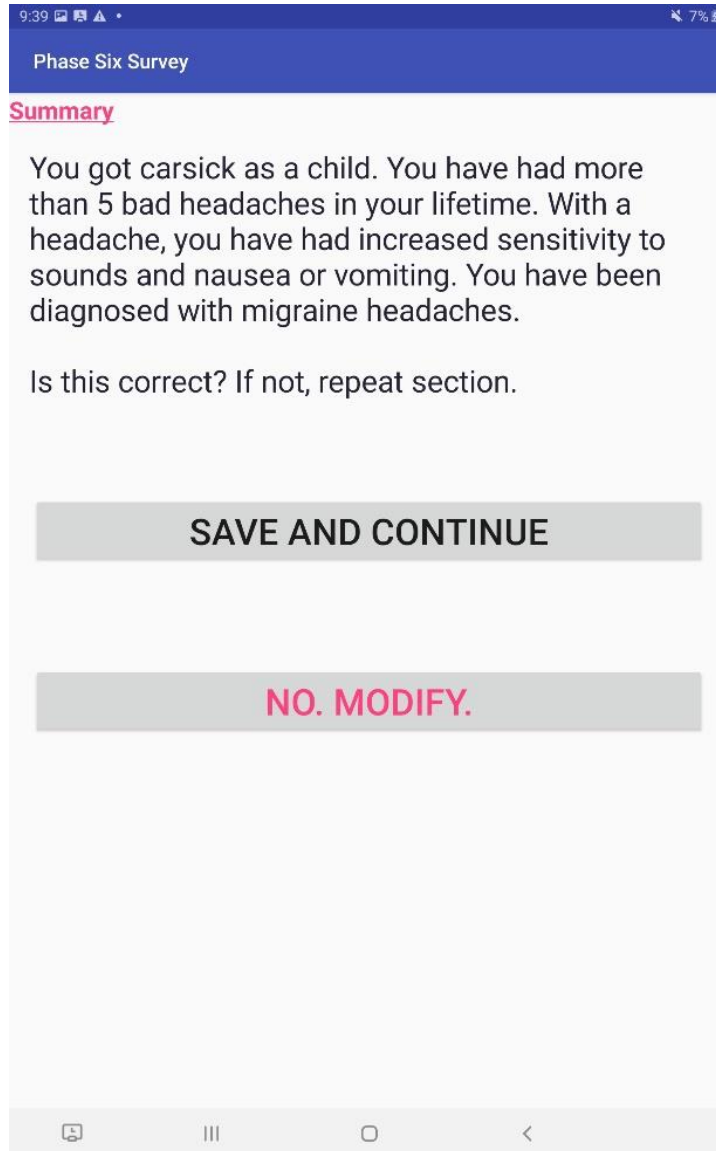 9:39
7%
Phase Six Survey
Summary
You got carsick as a child. You have had more
than 5 bad headaches in your lifetime. With a
headache, you have had increased sensitivity to
sounds and nausea or vomiting. You have been
diagnosed with migraine headaches.
Is this correct? If not, repeat section.
SAVE AND CONTINUE
NO. MODIFY.